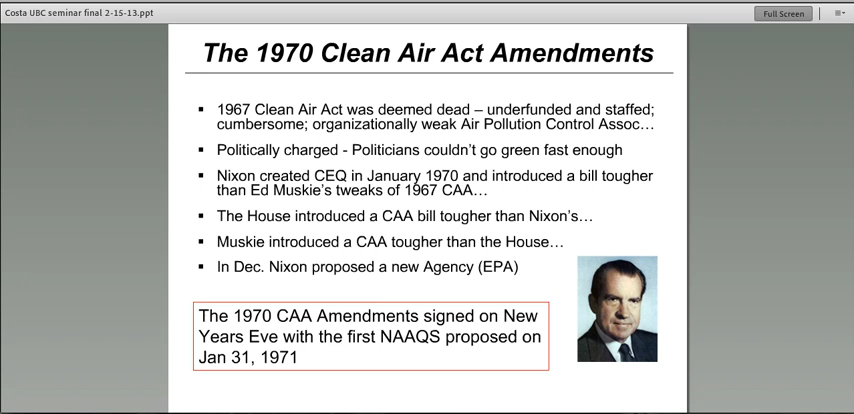 Costa UBC seminar final 2-15-13.ppt
Full Screen
The 1970 Clean Air Act Amendments
▪ 1967 Clean Air Act was deemed dead – underfunded and staffed;
cumbersome; organizationally weak Air Pollution Control Assoc…
▪ Politically charged - Politicians couldn't go green fast enough
▪ Nixon created CEQ in January 1970 and introduced a bill tougher
than Ed Muskie's tweaks of 1967 CAA…
▪ The House introduced a CAA bill tougher than Nixon's…
▪ Muskie introduced a CAA tougher than the House…
▪ In Dec. Nixon proposed a new Agency (EPA)
The 1970 CAA Amendments signed on New
Years Eve with the first NAAQS proposed on
Jan 31, 1971